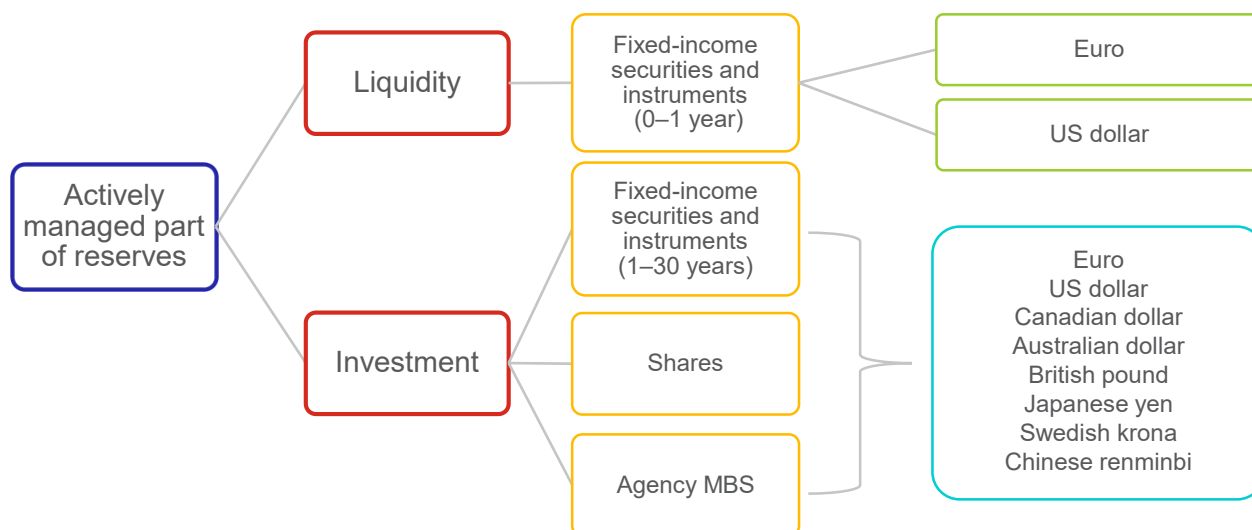 Actively
managed part
of reserves
Liquidity
Investment
Fixed-income
securities and
instruments
(0–1 year)
Fixed-income
securities and
instruments
(1–30 years)
Shares
Agency MBS
Euro
US dollar
Euro
US dollar
Canadian dollar
Australian dollar
British pound
Japanese yen
Swedish krona
Chinese renminbi